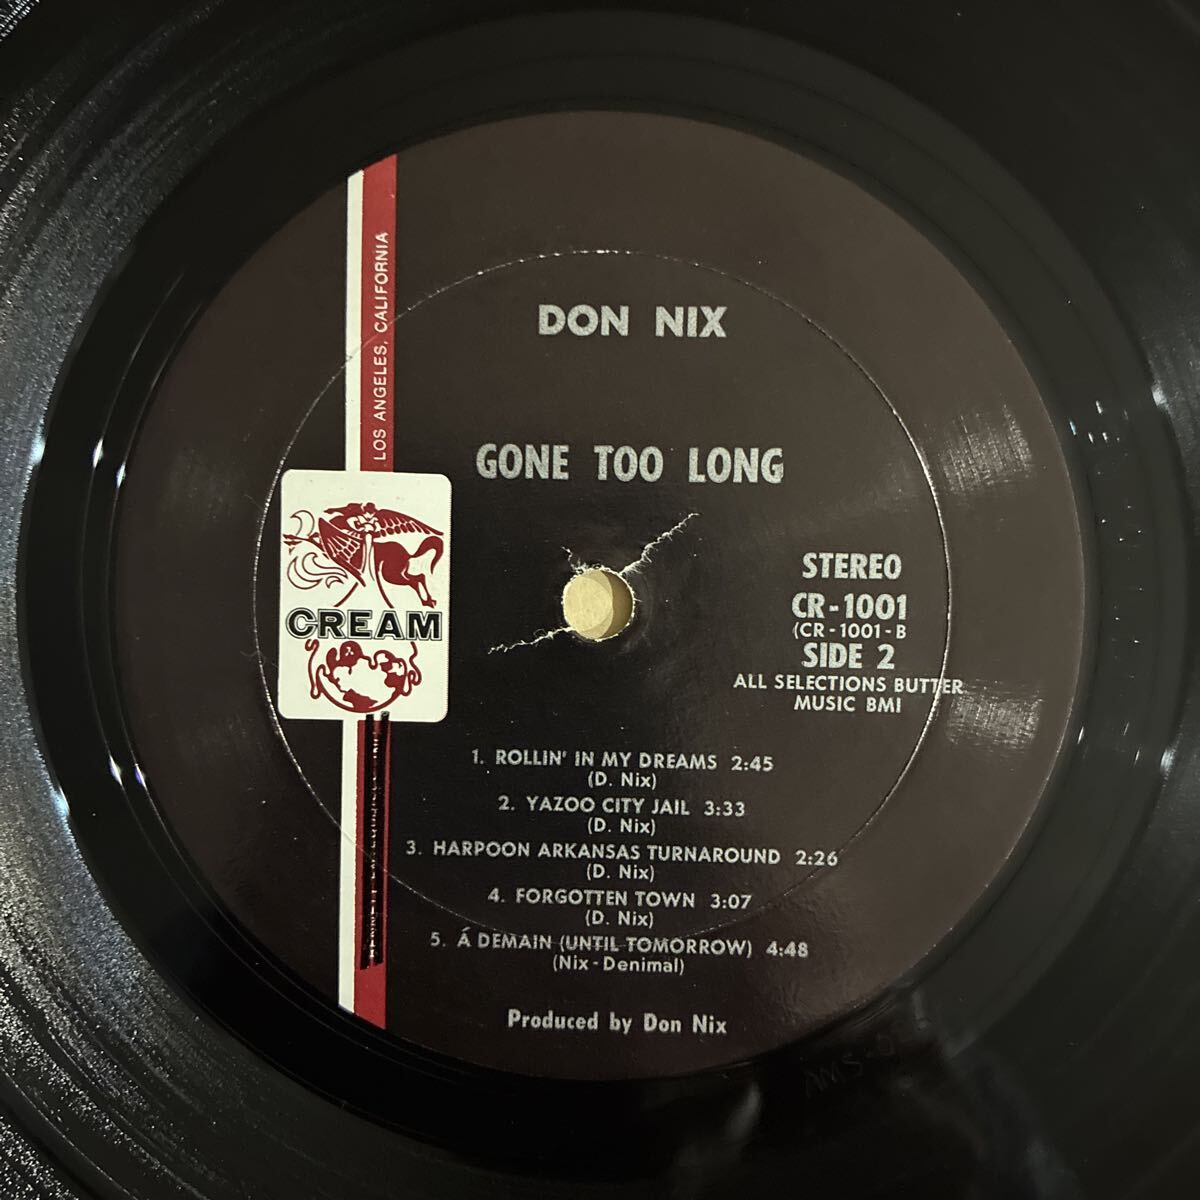 DON NIX
GONE TOO LONG
LOS ANGELES, CALIFORNIA
CREAM
STEREO
CR-1001
(CR-1001-B
SIDE 2
ALL SELECTIONS BUTTER
MUSIC BMI
1. ROLLIN' IN MY DREAMS 2:45
(D. Nix)
2. YAZOO CITY JAIL 3:33
(D. Nix)
3. HARPOON ARKANSAS TURNAROUND 2:26
(D. Nix)
4. FORGOTTEN TOWN 3:07
(D. Nix)
5. Á DEMAIN (UNTIL TOMORROW) 4:48
(Nix-Denimal)
Produced by Don Nix